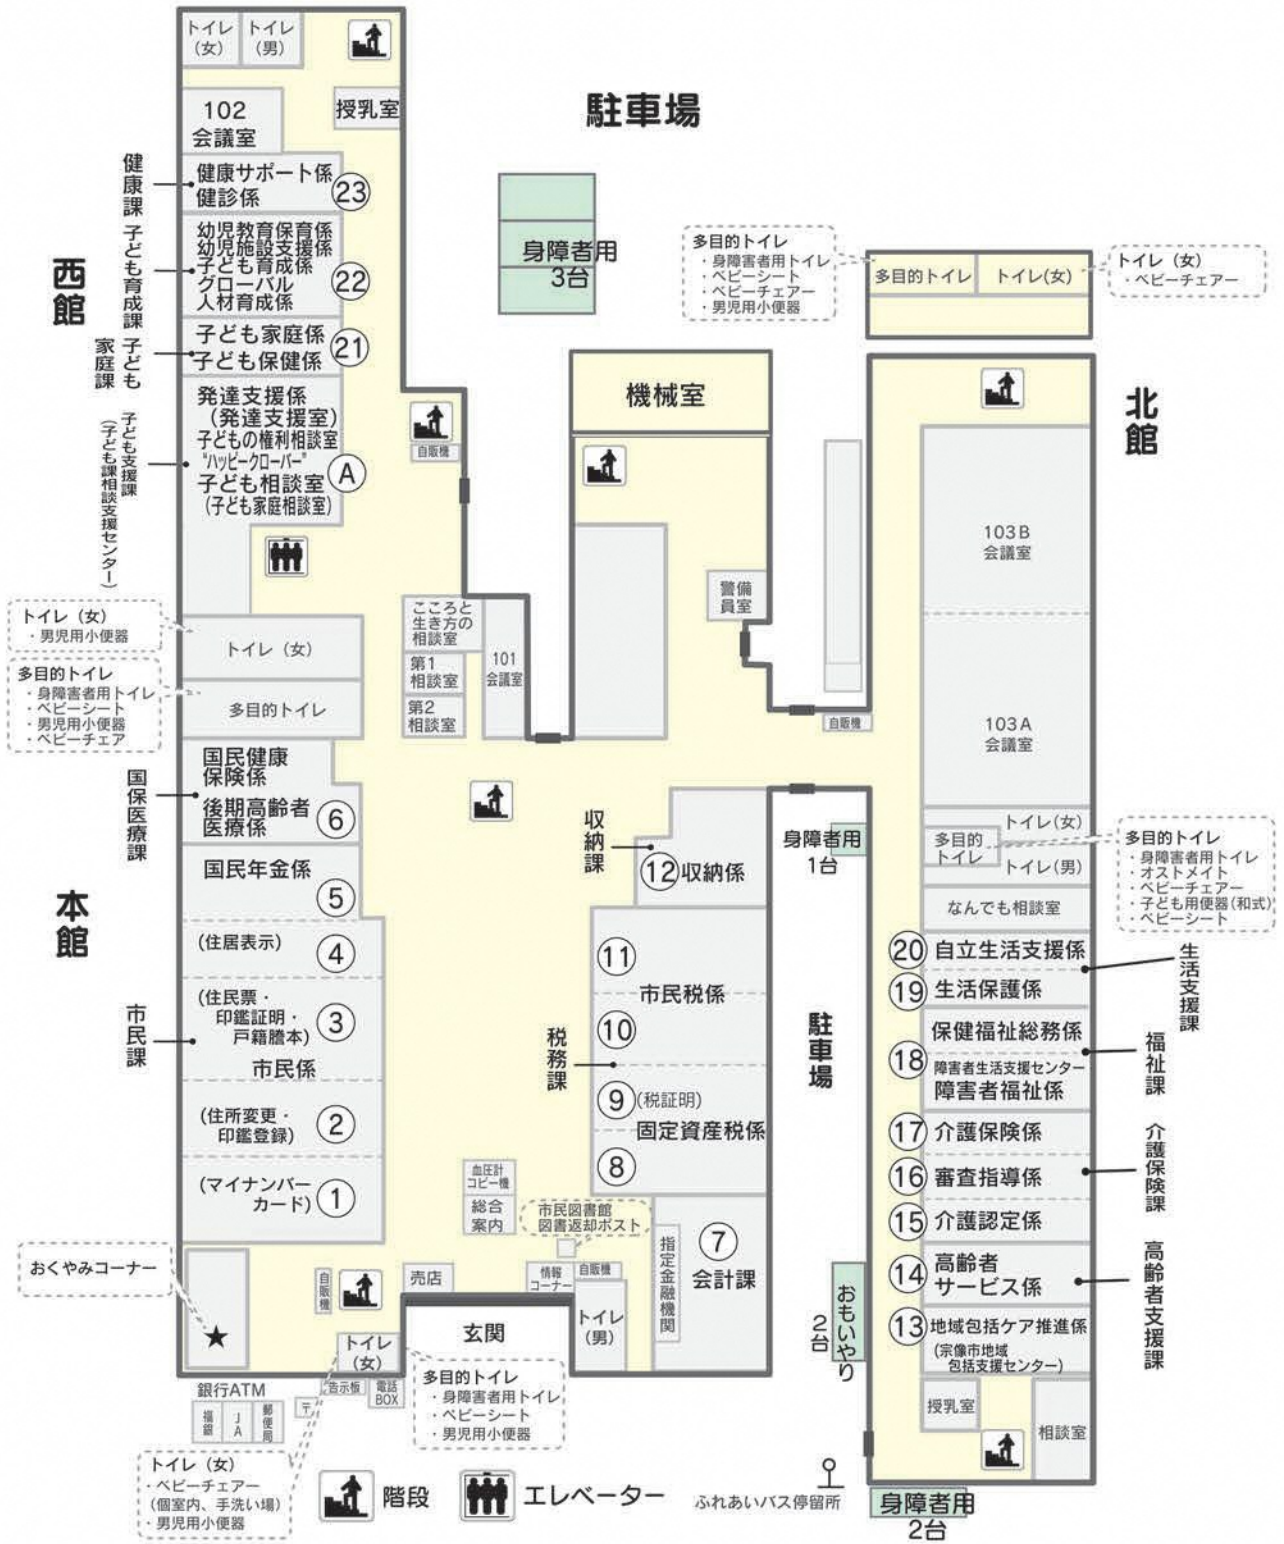 トイレ
(女)
トイレ
(男)
102
会議室
授乳室
駐車場
健康課
健康サポート係
健診係
23
西館
子ども育成課
幼児教育保育係
幼児施設支援係
子ども育成係
グローバル
人材育成係
22
身障者用
3台
子ども
家庭課
子ども家庭係
子ども保健係
21
子ども支援課
(子ども課相談支援センター)
発達支援係
(発達支援室)
子どもの権利相談室
“ハッピークローバー”
子ども相談室
(子ども家庭相談室)
A
自販機
機械室
多目的トイレ
・身障者用トイレ
・ベビーシート
・ベビーチェアー
・男児用小便器
多目的トイレ
トイレ(女)
トイレ(女)
・ベビーチェアー
北館
103B
会議室
103A
会議室
警備
員室
自販機
トイレ(女)
・男児用小便器
トイレ(女)
多目的トイレ
・身障者用トイレ
・ベビーシート
・男児用小便器
・ベビーチェア
多目的トイレ
こころと
生き方の
相談室
第1
相談室
第2
相談室
101
会議室
本館
国保医療課
国民健康
保険係
後期高齢者
医療係
6
国民年金係
5
(住居表示)
4
市民課
(住民票・
印鑑証明・
戸籍謄本)
3
市民係
(住所変更・
印鑑登録)
2
(マイナンバー
カード)
1
収納課
12
収納係
税務課
11
市民税係
10
9
(税証明)
固定資産税係
8
7
会計課
指定金融機関
身障者用
1台
駐車場
おもいやり
2台
トイレ(女)
多目的
トイレ
トイレ(男)
多目的トイレ
・身障者用トイレ
・オストメイト
・ベビーチェアー
・子ども用便器(和式)
・ベビーシート
なんでも相談室
20
自立生活支援係
19
生活保護係
生活支援課
保健福祉総務係
18
障害者生活支援センター
障害者福祉係
福祉課
17
介護保険係
16
審査指導係
15
介護認定係
介護保険課
14
高齢者
サービス係
13
地域包括ケア推進係
(宗像市地域
包括支援センター)
高齢者支援課
授乳室
相談室
身障者用
2台
血圧計
コピー機
総合
案内
市民図書館
図書返却ポスト
情報
コーナー
自販機
トイレ
(男)
売店
玄関
おくやみコーナー
★
自販機
トイレ
(女)
告示板
電話
BOX
〒
銀行ATM
福銀
JA
郵便局
多目的トイレ
・身障者用トイレ
・ベビーシート
・男児用小便器
トイレ(女)
・ベビーチェアー
(個室内、手洗い場)
・男児用小便器
階段
エレベーター
ふれあいバス停留所